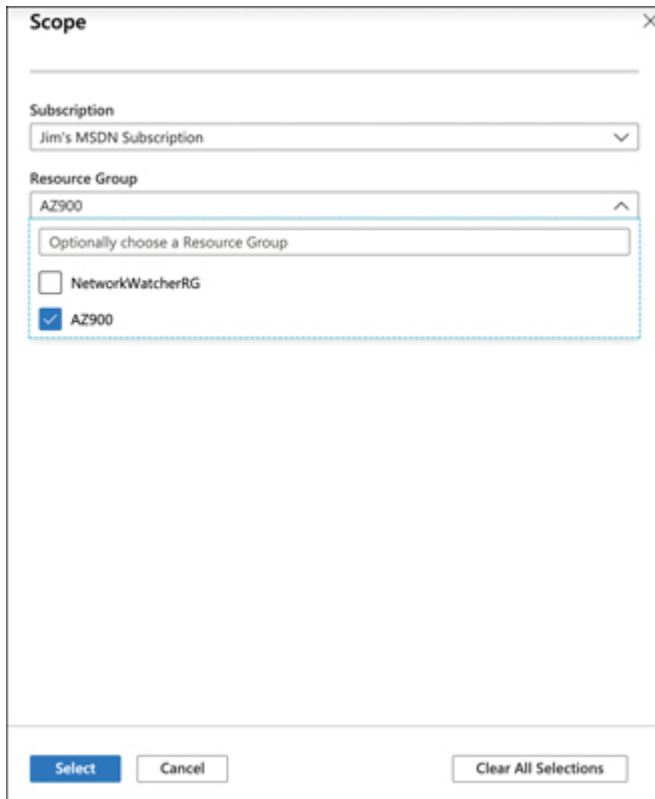 Scope
Subscription
Jim's MSDN Subscription
Resource Group
AZ900
Optionally choose a Resource Group
NetworkWatcherRG
AZ900
Select
Cancel
Clear All Selections